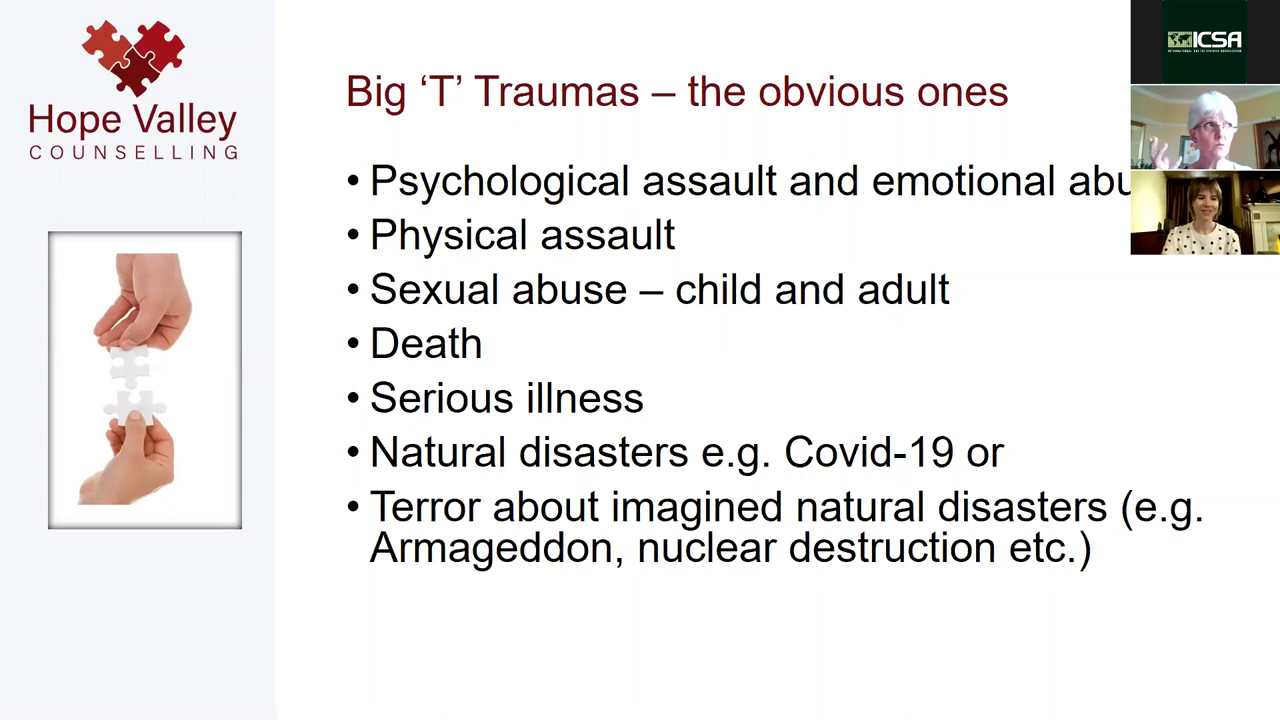 Hope Valley
COUNSELLING
Big ‘T’ Traumas – the obvious ones
• Psychological assault and emotional
• Physical assault
• Sexual abuse – child and adult
• Death
• Serious illness
• Natural disasters e.g. Covid-19 or
• Terror about imagined natural disasters (e.g.
Armageddon, nuclear destruction etc.)
ICSA